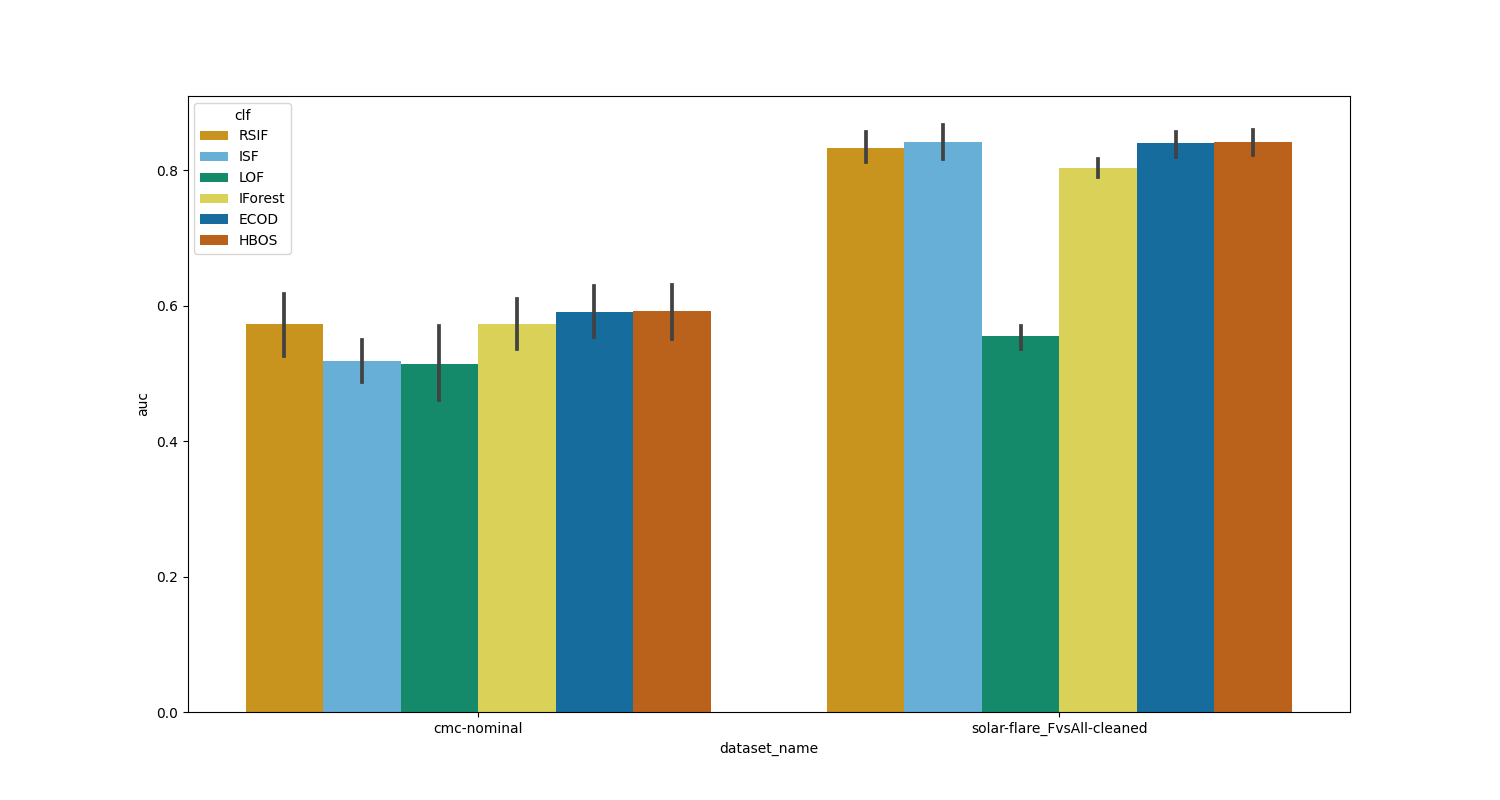 clf
RSIF
ISF
LOF
IForest
ECOD
HBOS
auc
0.8
0.6
0.4
0.2
0.0
cmc-nominal
solar-flare_FvsAll-cleaned
dataset_name